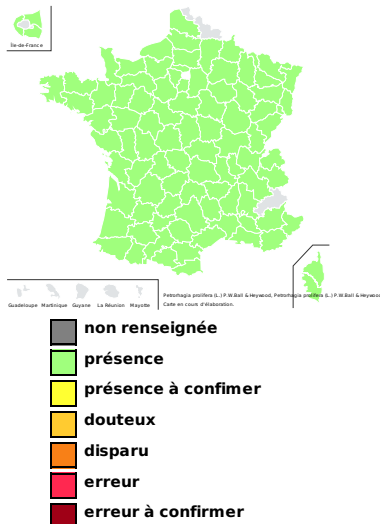 Île-de-France
Guadeloupe Martinique Guyane La Réunion Mayotte
Petrorhagia prolifera (L.) P.W.Ball & Heywood, Petrorhagia prolifera (L.) P.W.Ball & Heywood
Carte en cours d'élaboration.
non renseignée
présence
présence à confimer
douteux
disparu
erreur
erreur à confirmer